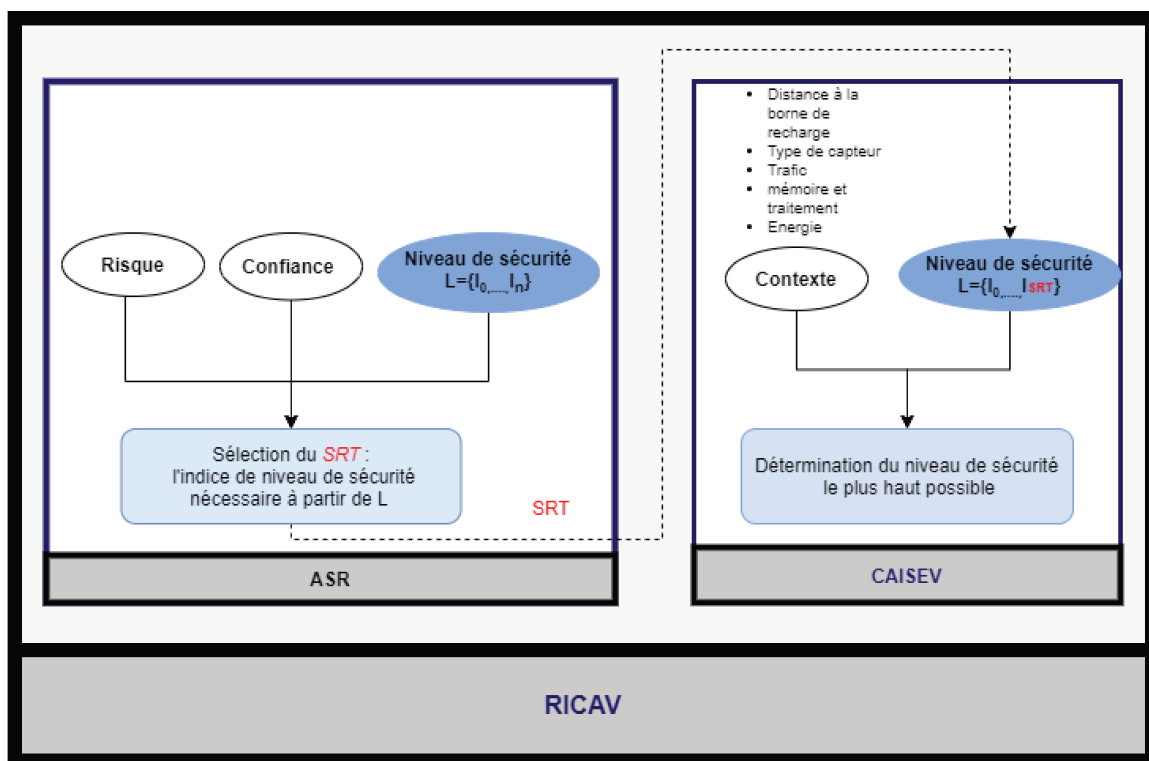 Risque
Confiance
Niveau de sécurité
L={l0,....,ln}
Sélection du SRT :
l'indice de niveau de sécurité
nécessaire à partir de L
SRT
ASR
▪ Distance à la
borne de
recharge
▪ Type de capteur
▪ Trafic
▪ mémoire et
traitement
▪ Energie
Contexte
Niveau de sécurité
L={l0,....,lSRT}
Détermination du niveau de sécurité
le plus haut possible
CAISEV
RICAV